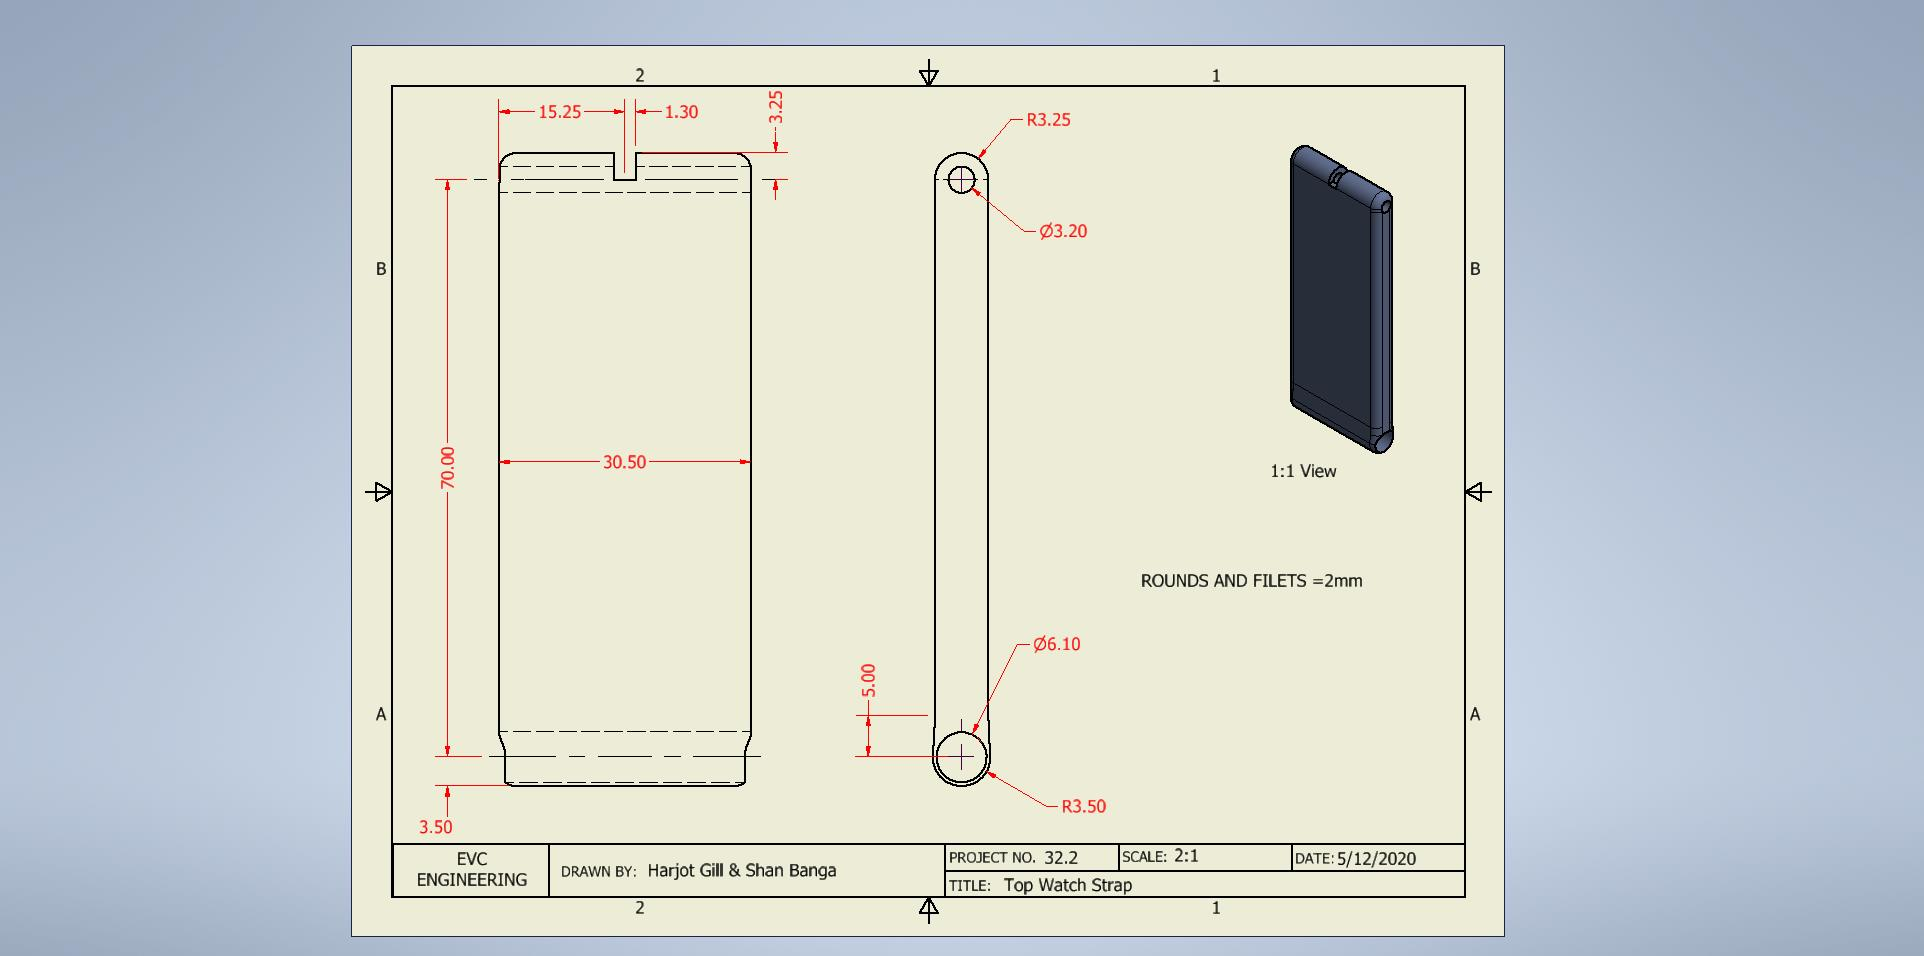 2
1
15.25
1.30
3.25
R3.25
Ø3.20
B
B
70.00
30.50
1:1 View
ROUNDS AND FILETS =2mm
Ø6.10
5.00
A
A
R3.50
3.50
EVC
ENGINEERING
DRAWN BY: Harjot Gill & Shan Banga
PROJECT NO. 32.2
SCALE: 2:1
DATE: 5/12/2020
TITLE: Top Watch Strap
2
1